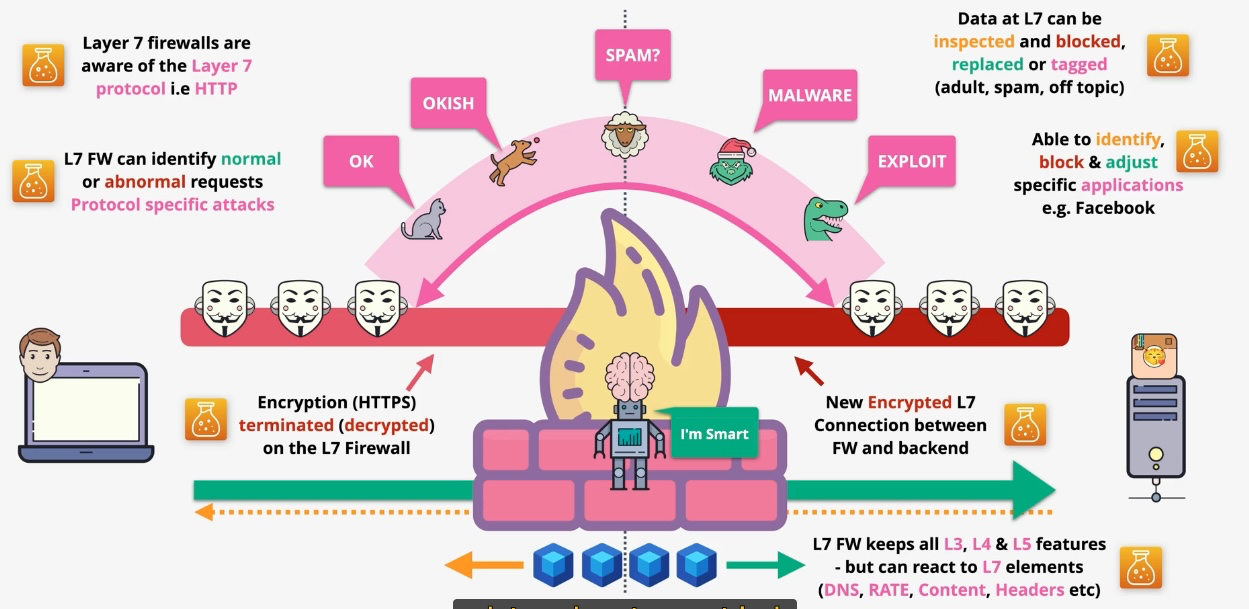 Layer 7 firewalls are
aware of the Layer 7
protocol i.e HTTP
SPAM?
Data at L7 can be
inspected and blocked,
replaced or tagged
(adult, spam, off topic)
OKISH
MALWARE
OK
EXPLOIT
L7 FW can identify normal
or abnormal requests
Protocol specific attacks
Able to identify,
block & adjust
specific applications
e.g. Facebook
Encryption (HTTPS)
terminated (decrypted)
on the L7 Firewall
I'm Smart
New Encrypted L7
Connection between
FW and backend
L7 FW keeps all L3, L4 & L5 features
- but can react to L7 elements
(DNS, RATE, Content, Headers etc)